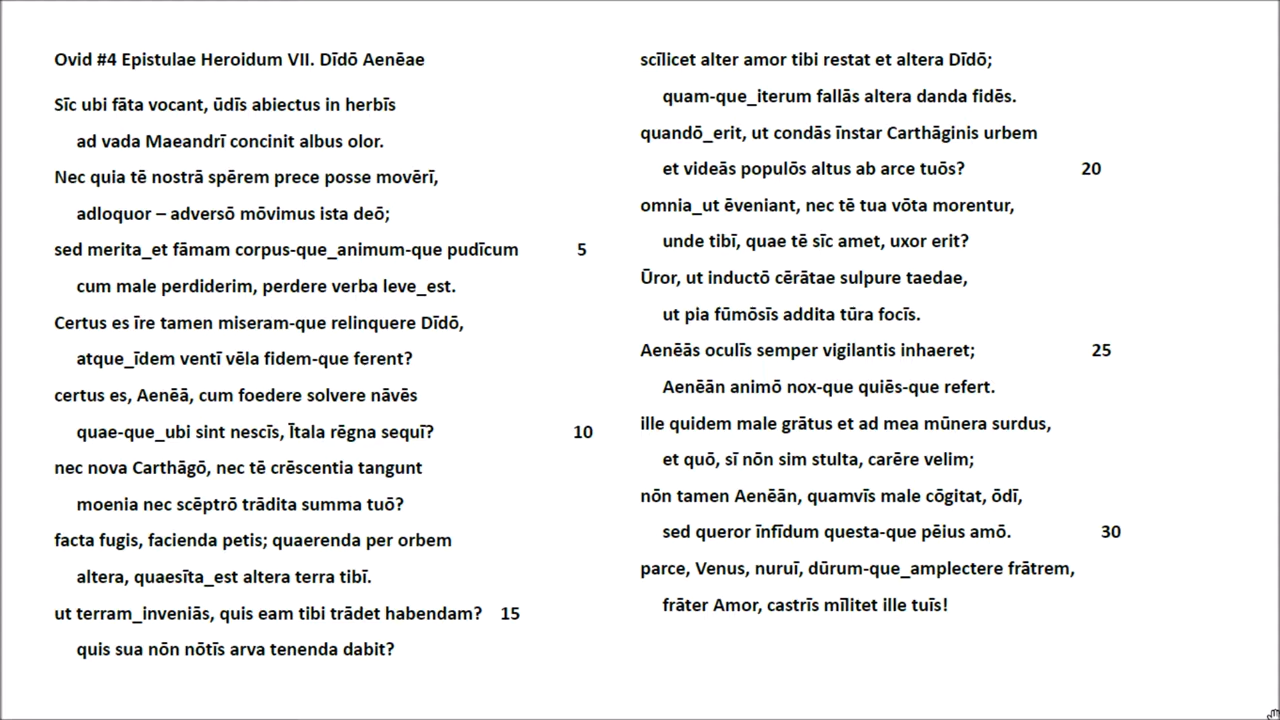 Ovid #4 Epistulae Heroidum VII. Dīdō Aenēae
Sīc ubi fāta vocant, ūdīs abiectus in herbīs
ad vada Maeandrī concinit albus olor.
Nec quia tē nostrā spērem prece posse movērī,
adloquor – adversō mōvimus ista deō;
sed merita_et fāmam corpus-que_animum-que pudīcum 5
cum male perdiderim, perdere verba leve_est.
Certus es īre tamen miseram-que relinquere Dīdō,
atque_īdem ventī vēla fidem-que ferent?
certus es, Aenēā, cum foedere solvere nāvēs
quae-que_ubi sint nescīs, Ītala rēgna sequī? 10
nec nova Carthāgō, nec tē crēscentia tangunt
moenia nec scēptrō trādita summa tuō?
facta fugis, facienda petis; quaerenda per orbem
altera, quaesīta_est altera terra tibī.
ut terram_inveniās, quis eam tibi trādet habendam? 15
quis sua nōn nōtīs arva tenenda dabit?
scīlicet alter amor tibi restat et altera Dīdō;
quam-que_iterum fallās altera danda fidēs.
quandō_erit, ut condās īnstar Carthāginis urbem
et videās populōs altus ab arce tuōs? 20
omnia_ut ēveniant, nec tē tua vōta morentur,
unde tibī, quae tē sīc amet, uxor erit?
Ūror, ut inductō cērātae sulpure taedae,
ut pia fūmōsīs addita tūra focīs.
Aenēās oculīs semper vigilantis inhaeret; 25
Aenēān animō nox-que quiēs-que refert.
ille quidem male grātus et ad mea mūnera surdus,
et quō, sī nōn sim stulta, carēre velim;
nōn tamen Aenēān, quamvīs male cōgitat, ōdī,
sed queror īnfīdum questa-que pēius amō. 30
parce, Venus, nuruī, dūrum-que_amplectere frātrem,
frāter Amor, castrīs mīlitet ille tuīs!